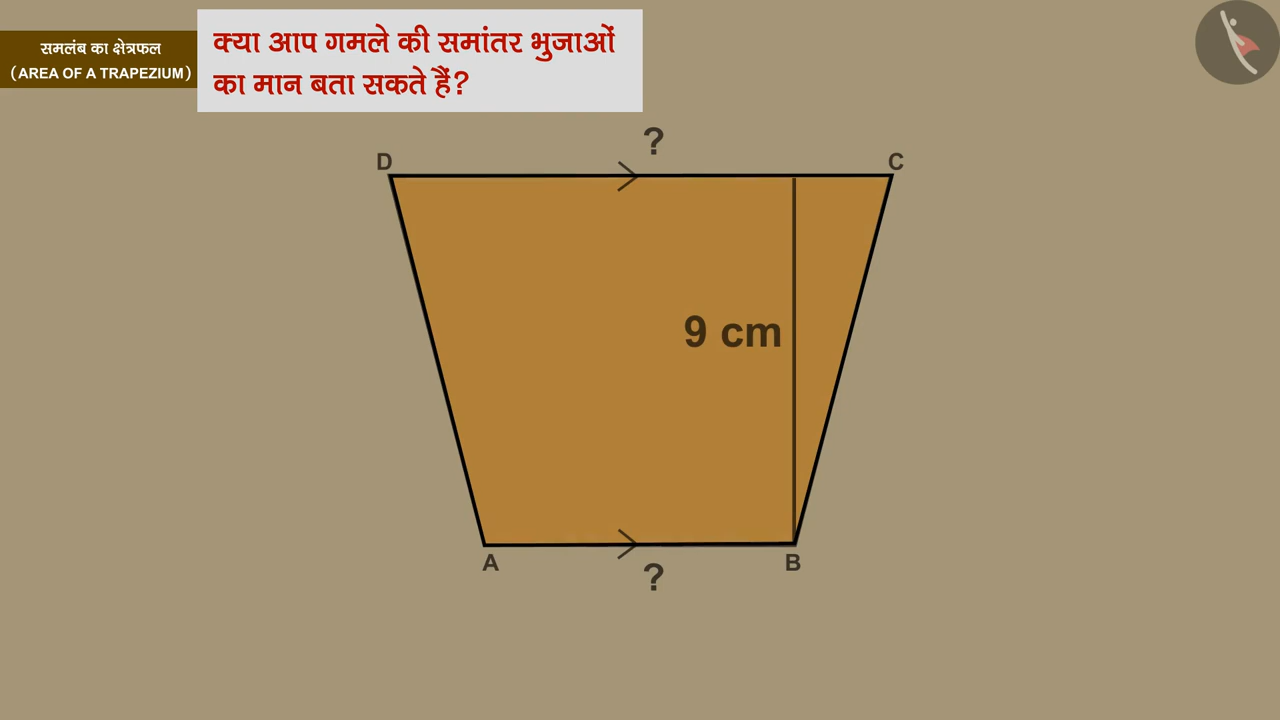 समलंब का क्षेत्रफल
(AREA OF A TRAPEZIUM)
क्या आप गमले की समांतर भुजाओं
का मान बता सकते हैं?
?
D
C
9 cm
A
B
?